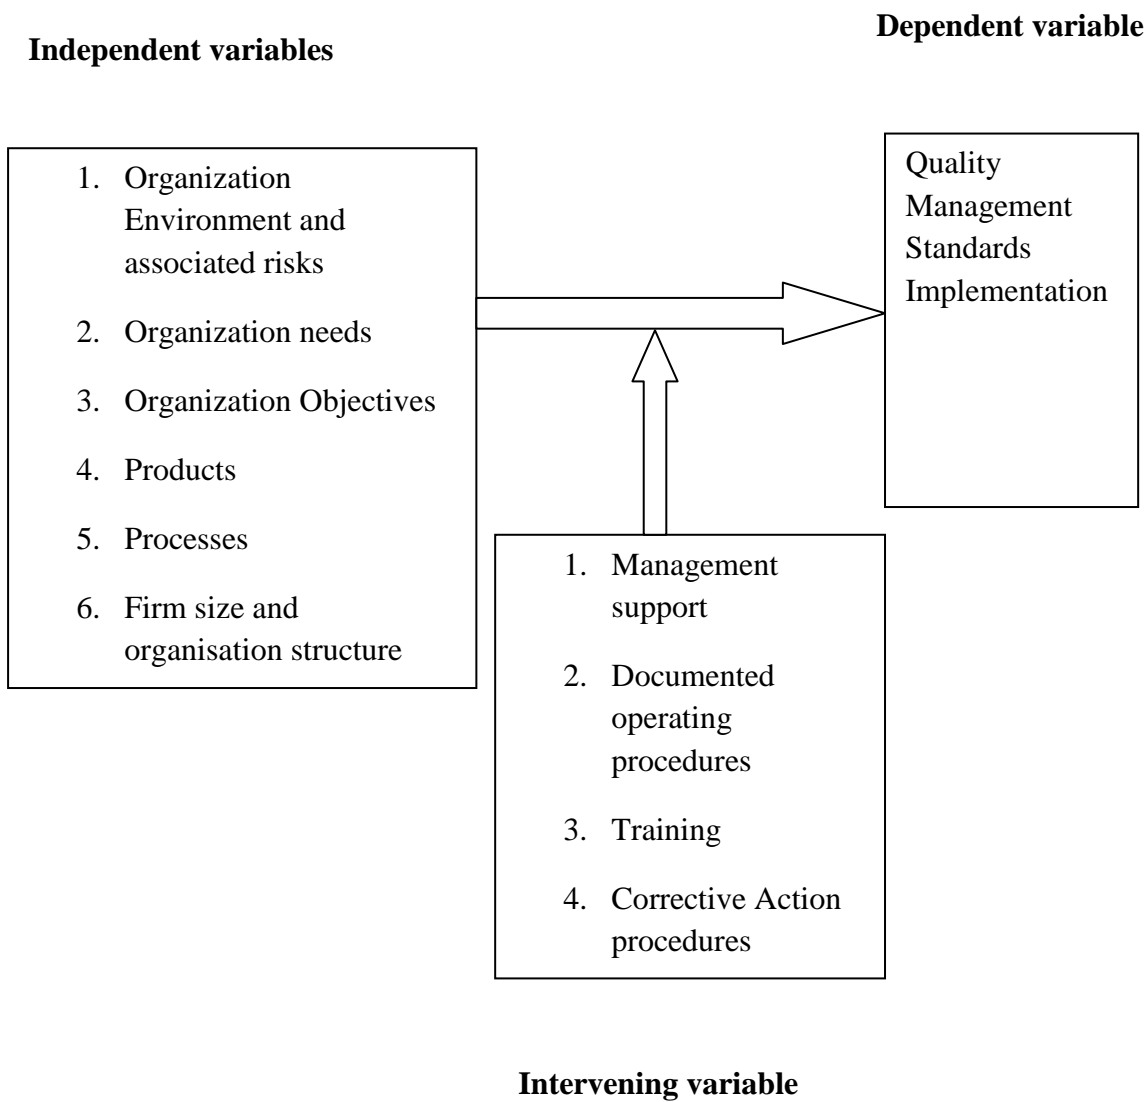 Independent variables
Dependent variable
1. Organization
Environment and
associated risks
2. Organization needs
3. Organization Objectives
4. Products
5. Processes
6. Firm size and
organisation structure
Quality
Management
Standards
Implementation
1. Management
support
2. Documented
operating
procedures
3. Training
4. Corrective Action
procedures
Intervening variable